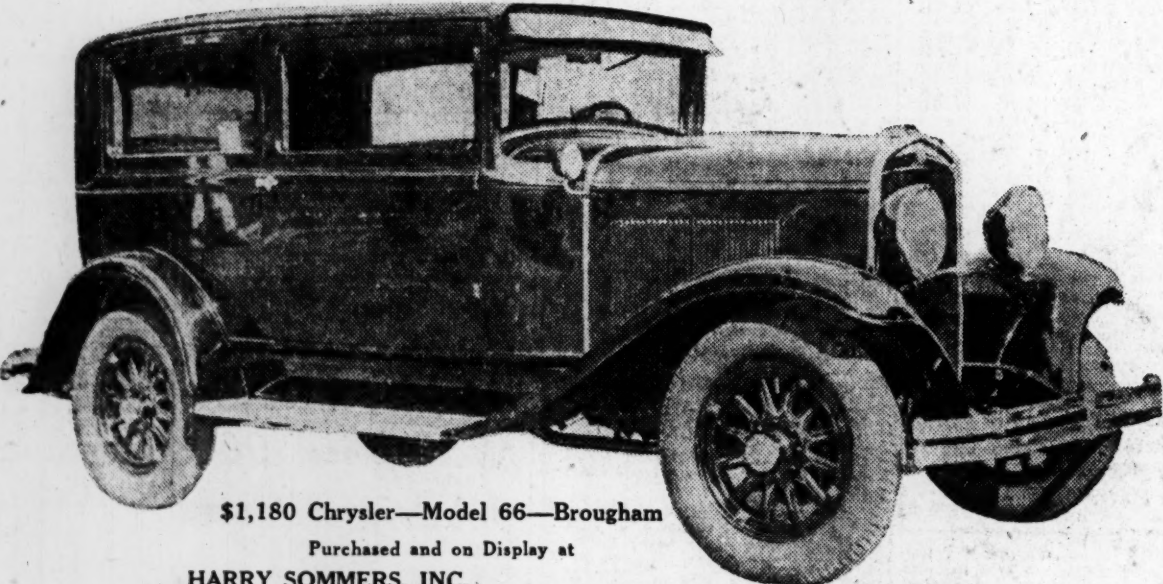 $1,180 Chrysler—Model 66—Brougham
Purchased and on Display at
HARRY SOMMERS, INC.